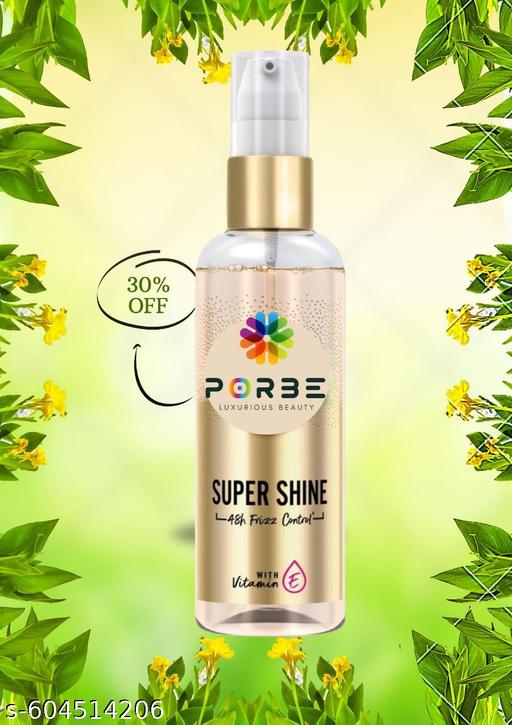 30%
OFF
PORBE
LUXURIOUS BEAUTY
SUPER SHINE
48h Frizz Control
WITH
Vitamin E
s-604514206